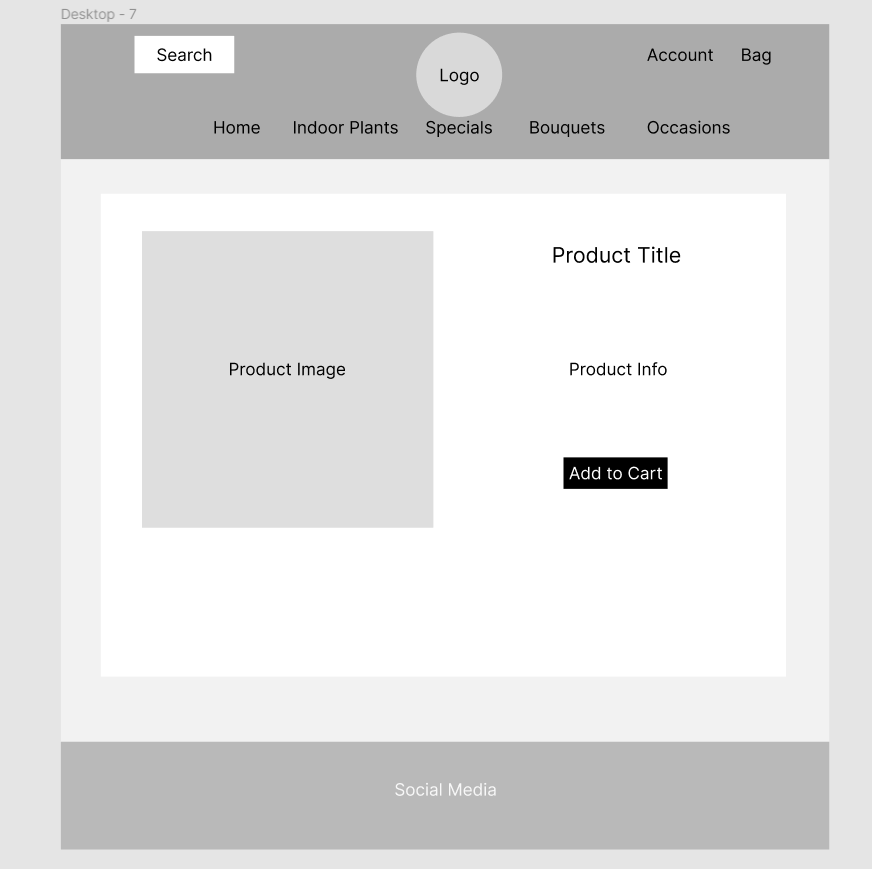 Desktop - 7
Search
Logo
Account
Bag
Home
Indoor Plants
Specials
Bouquets
Occasions
Product Title
Product Image
Product Info
Add to Cart
Social Media